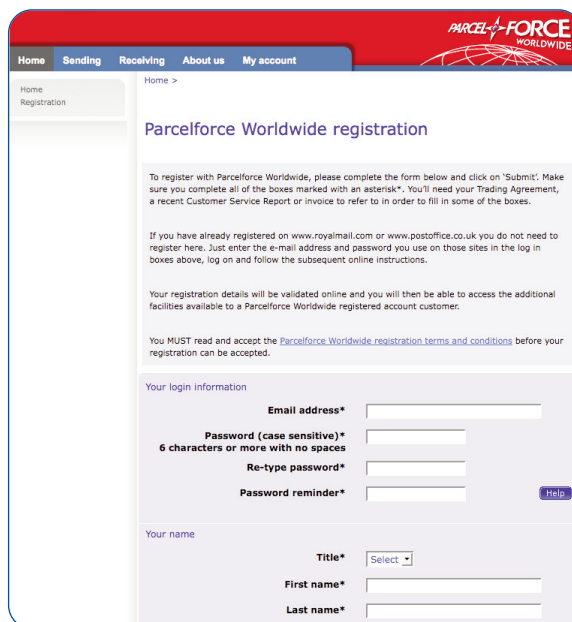 PARCEL FORCE
WORLDWIDE
Home Sending Receiving About us My account
Home
Registration
Home >
Parcelforce Worldwide registration
To register with Parcelforce Worldwide, please complete the form below and click on 'Submit'. Make
sure you complete all of the boxes marked with an asterisk*. You'll need your Trading Agreement,
a recent Customer Service Report or invoice to refer to in order to fill in some of the boxes.
If you have already registered on www.royalmail.com or www.postoffice.co.uk you do not need to
register here. Just enter the e-mail address and password you use on those sites in the log in
boxes above, log on and follow the subsequent online instructions.
Your registration details will be validated online and you will then be able to access the additional
facilities available to a Parcelforce Worldwide registered account customer.
You MUST read and accept the Parcelforce Worldwide registration terms and conditions before your
registration can be accepted.
Your login information
Email address*
Password (case sensitive)*
6 characters or more with no spaces
Re-type password*
Password reminder*
Help
Your name
Title*
Select
First name*
Last name*